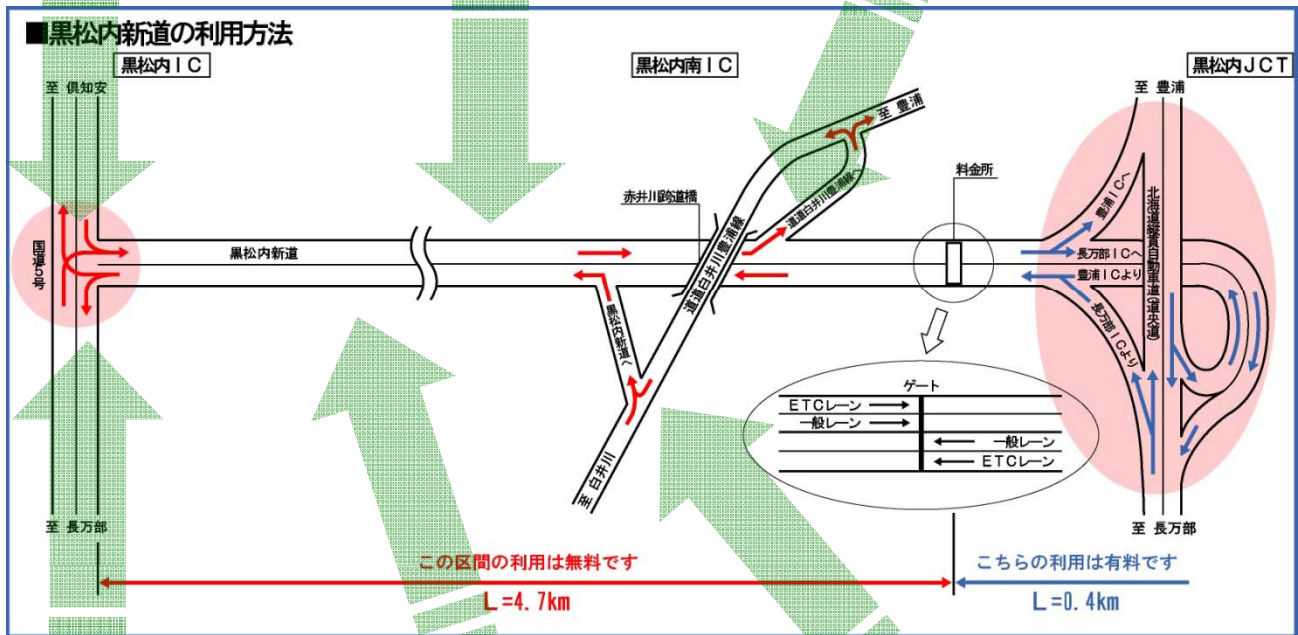 ■黒松内新道の利用方法
黒松内IC
黒松内南IC
黒松内JCT
至 倶知安
至 豊浦
至 豊浦
料金所
赤井川跨道橋
道道白井川豊浦線へ
道道白井川豊浦線
国道5号
黒松内新道
黒松内新道へ
豊浦ICへ
長万部ICへ
豊浦ICより
長万部ICより
北海道縦貫自動車道(道央道)
ゲート
ETCレーン
一般レーン
一般レーン
ETCレーン
至 白井川
至 長万部
至 長万部
この区間の利用は無料です
L=4.7km
こちらの利用は有料です
L=0.4km